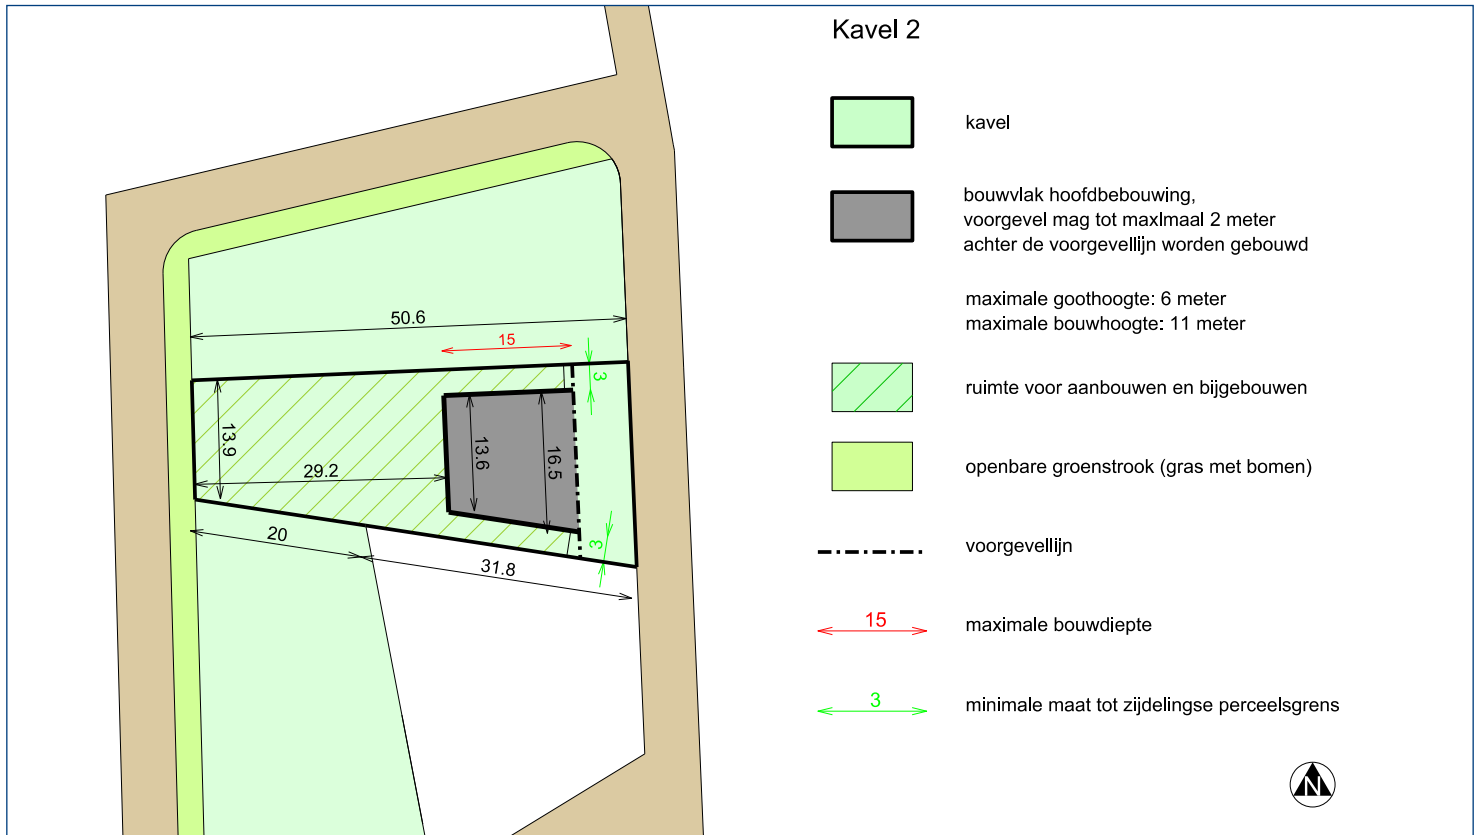 Kavel 2
kavel
bouwvlak hoofdbebouwing,
voorgevel mag tot maxlmaal 2 meter
achter de voorgevellijn worden gebouwd
maximale goothoogte: 6 meter
maximale bouwhoogte: 11 meter
ruimte voor aanbouwen en bijgebouwen
openbare groenstrook (gras met bomen)
voorgevellijn
15
maximale bouwdiepte
3
minimale maat tot zijdelingse perceelsgrens
N
50.6
15
3
13.9
13.6
16.5
29.2
20
3
31.8